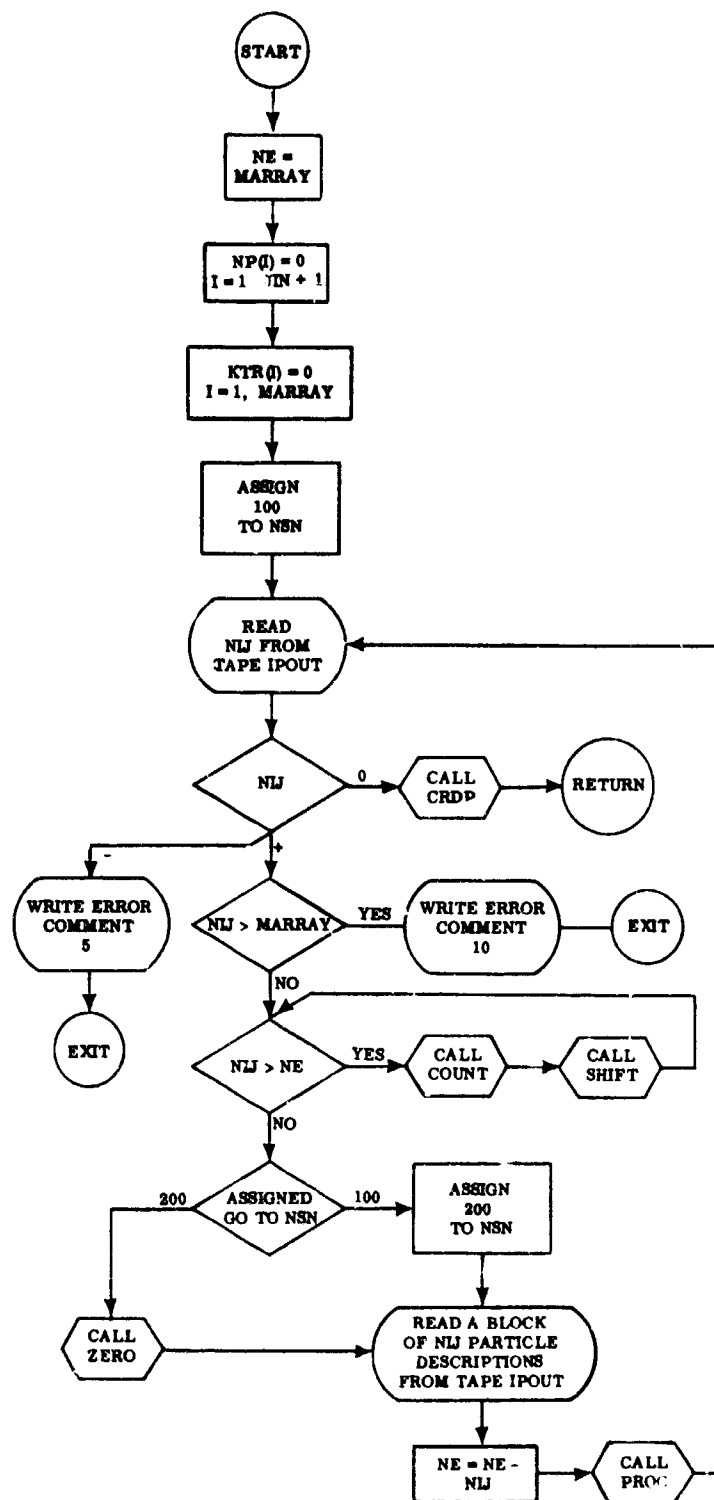 START
NE =
MARRAY
NP(I) = 0
I = 1 IN + 1
KTR(I) = 0
I = 1, MARRAY
ASSIGN
100
TO NSN
READ
NIJ FROM
TAPE IPOUT
NIJ
0
CALL
CRDP
RETURN
-
+
WRITE ERROR
COMMENT
5
NIJ > MARRAY
YES
WRITE ERROR
COMMENT
10
EXIT
NO
EXIT
NIJ > NE
YES
CALL
COUNT
CALL
SHIFT
NO
200
ASSIGNED
GO TO NSN
100
ASSIGN
200
TO NSN
CALL
ZERO
READ A BLOCK
OF NIJ PARTICLE
DESCRIPTIONS
FROM TAPE IPOUT
NE = NE -
NIJ
CALL
PROC